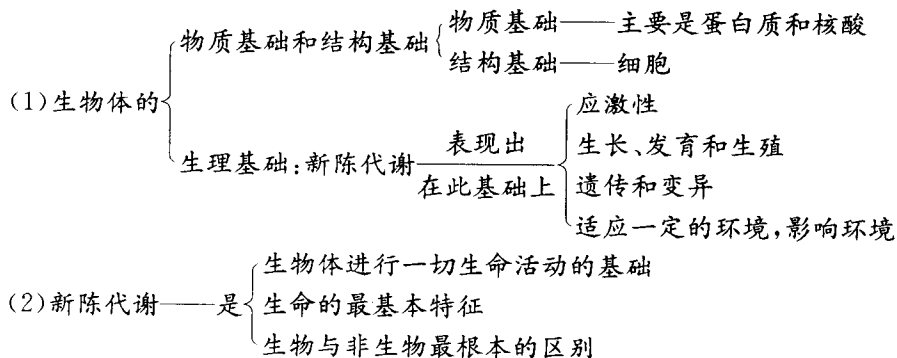 物质基础和结构基础
物质基础——主要是蛋白质和核酸
结构基础——细胞
(1)生物体的
生理基础:新陈代谢
表现出
在此基础上
应激性
生长、发育和生殖
遗传和变异
适应一定的环境,影响环境
(2)新陈代谢——是
生物体进行一切生命活动的基础
生命的最基本特征
生物与非生物最根本的区别